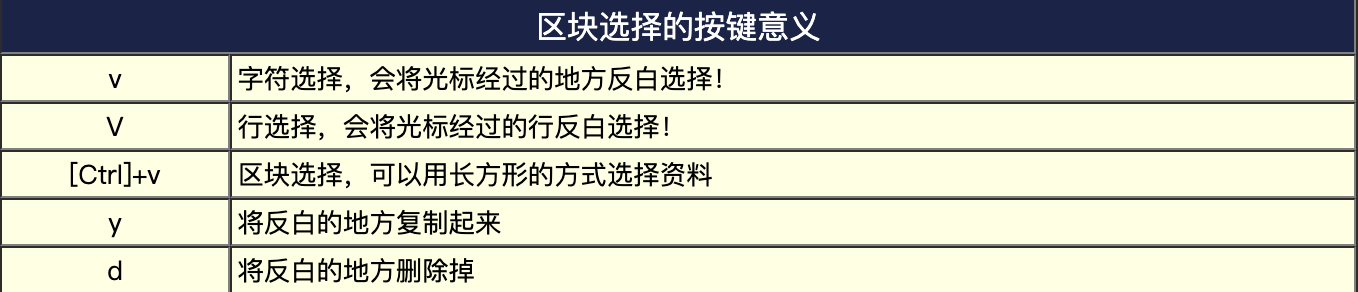 区块选择的按键意义
v 字符选择，会将光标经过的地方反白选择！
V 行选择，会将光标经过的行反白选择！
[Ctrl]+v 区块选择，可以用长方形的方式选择资料
y 将反白的地方复制起来
d 将反白的地方删除掉